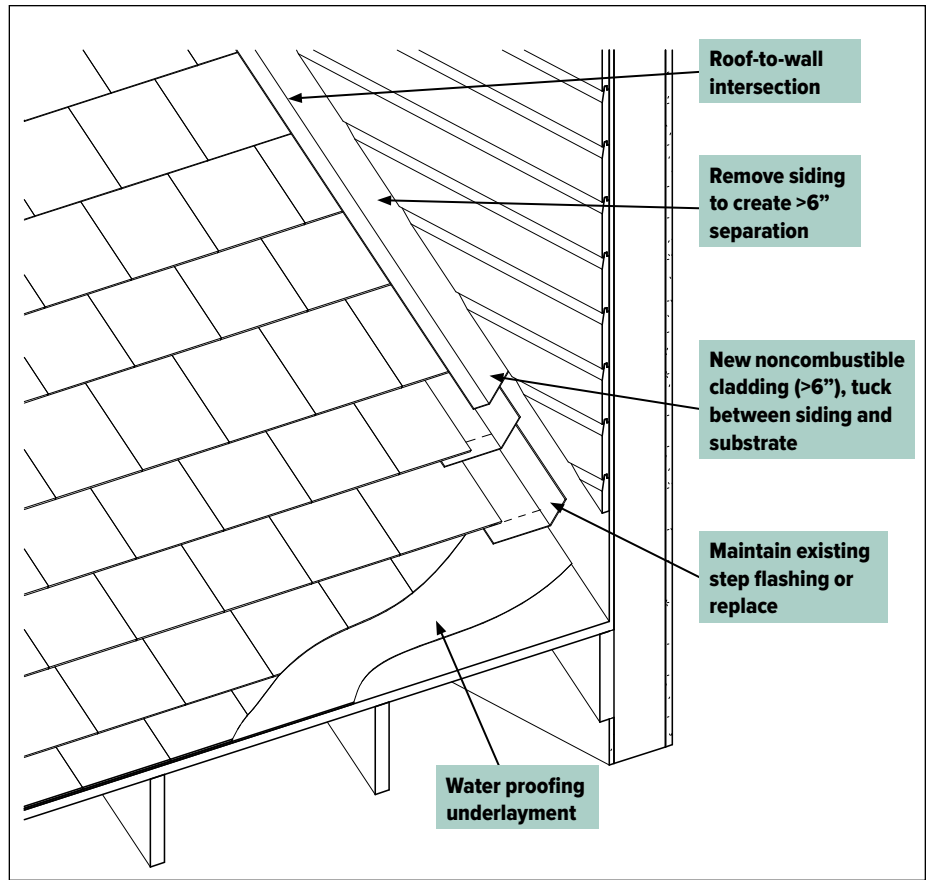 Roof-to-wall
intersection
Remove siding
to create >6”
separation
New noncombustible
cladding (>6”), tuck
between siding and
substrate
Maintain existing
step flashing or
replace
Water proofing
underlayment